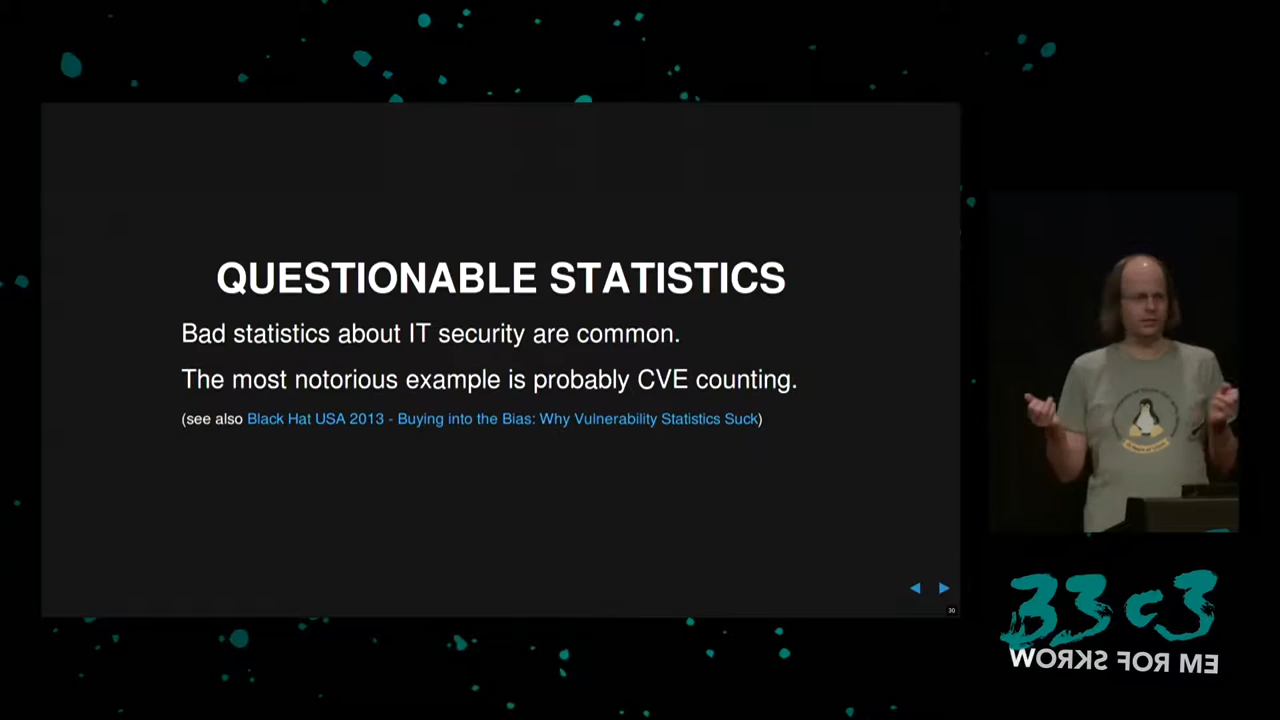 QUESTIONABLE STATISTICS
Bad statistics about IT security are common.
The most notorious example is probably CVE counting.
(see also Black Hat USA 2013 - Buying into the Bias: Why Vulnerability Statistics Suck)
30
33c3
WORKS FOR ME